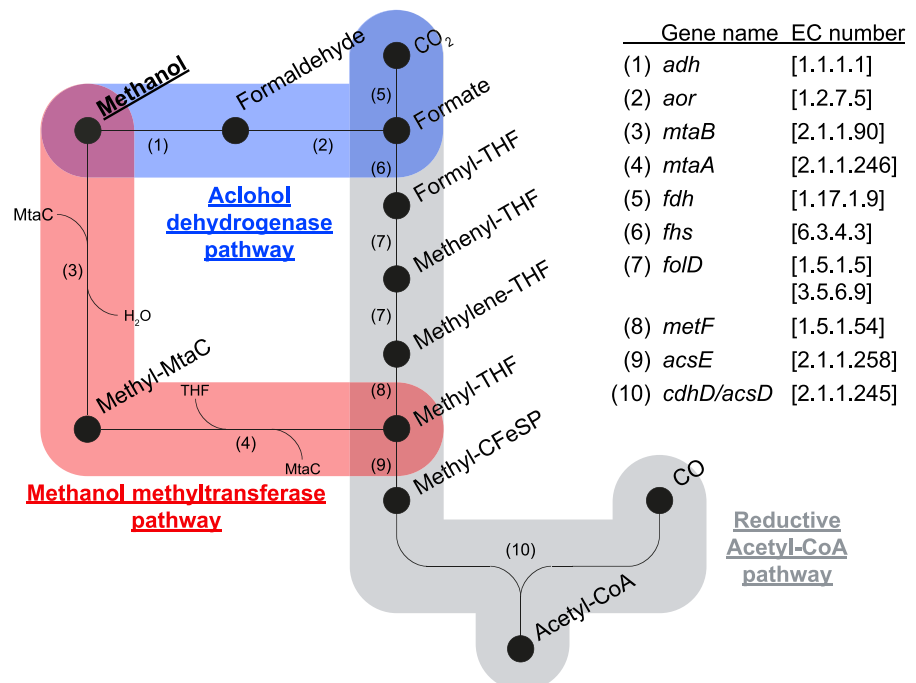 Methanol
Formaldehyde
CO2
Formate
(1)
(2)
(5)
(6)
Formyl-THF
Aclohol
dehydrogenase
pathway
(7)
Methenyl-THF
(7)
Methylene-THF
MtaC
(3)
H2O
Methyl-MtaC
THF
(4)
MtaC
(8)
Methyl-THF
(9)
Methyl-CFeSP
Methanol methyltransferase
pathway
(10)
CO
Acetyl-CoA
Reductive
Acetyl-CoA
pathway
Gene name EC number
(1) adh [1.1.1.1]
(2) aor [1.2.7.5]
(3) mtaB [2.1.1.90]
(4) mtaA [2.1.1.246]
(5) fdh [1.17.1.9]
(6) fhs [6.3.4.3]
(7) folD [1.5.1.5]
[3.5.6.9]
(8) metF [1.5.1.54]
(9) acsE [2.1.1.258]
(10) cdhD/acsD [2.1.1.245]